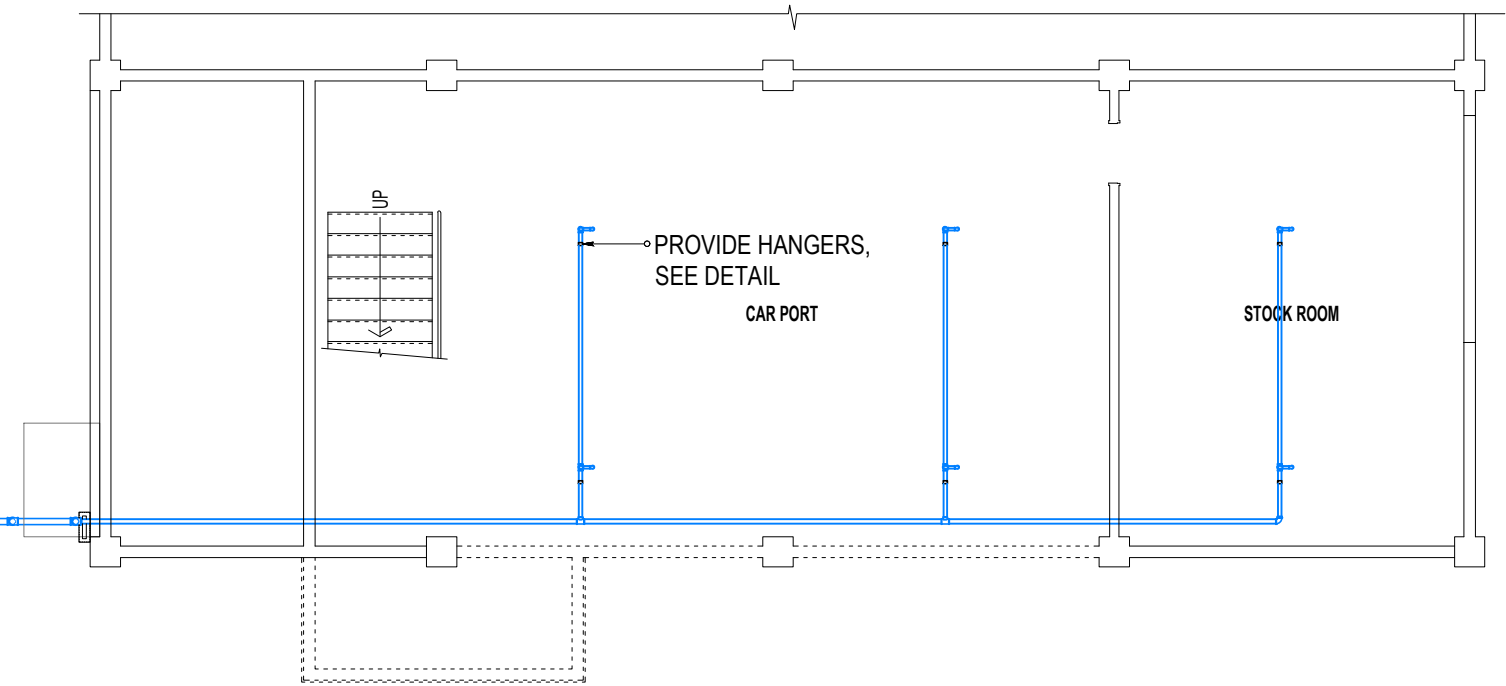 UP
PROVIDE HANGERS,
SEE DETAIL
CAR PORT
STOCK ROOM